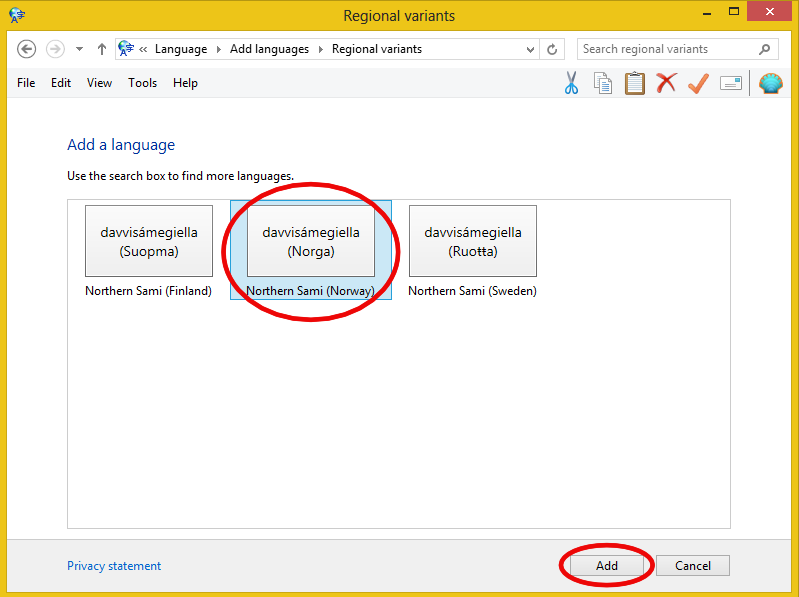 Regional variants
« Language Add languages Regional variants
Search regional variants
File Edit View Tools Help
Add a language
Use the search box to find more languages.
davvisámegiella
(Suopma)
Northern Sami (Finland)
davvisámegiella
(Norga)
Northern Sami (Norway)
davvisámegiella
(Ruoŧŧa)
Northern Sami (Sweden)
Privacy statement
Add
Cancel